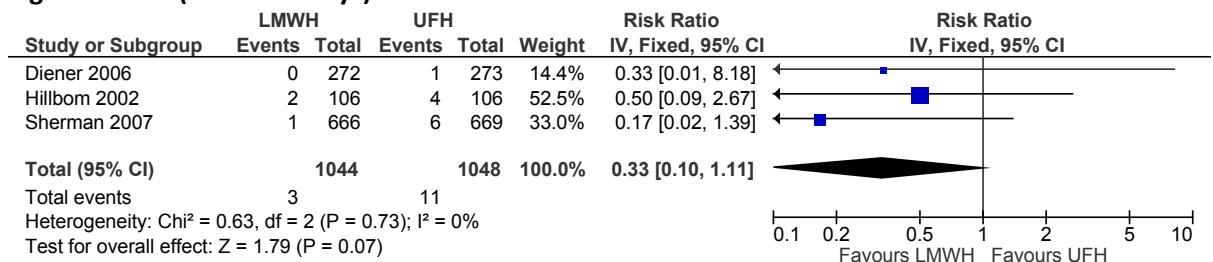 LMWH UFH Risk Ratio Risk Ratio
Study or Subgroup Events Total Events Total Weight IV, Fixed, 95% CI IV, Fixed, 95% CI
Diener 2006 0 272 1 273 14.4% 0.33 [0.01, 8.18]
Hillbom 2002 2 106 4 106 52.5% 0.50 [0.09, 2.67]
Sherman 2007 1 666 6 669 33.0% 0.17 [0.02, 1.39]
Total (95% CI) 1044 1048 100.0% 0.33 [0.10, 1.11]
Total events 3 11
Heterogeneity: Chi² = 0.63, df = 2 (P = 0.73); I² = 0%
Test for overall effect: Z = 1.79 (P = 0.07)
0.1 0.2 0.5 1 2 5 10
Favours LMWH Favours UFH